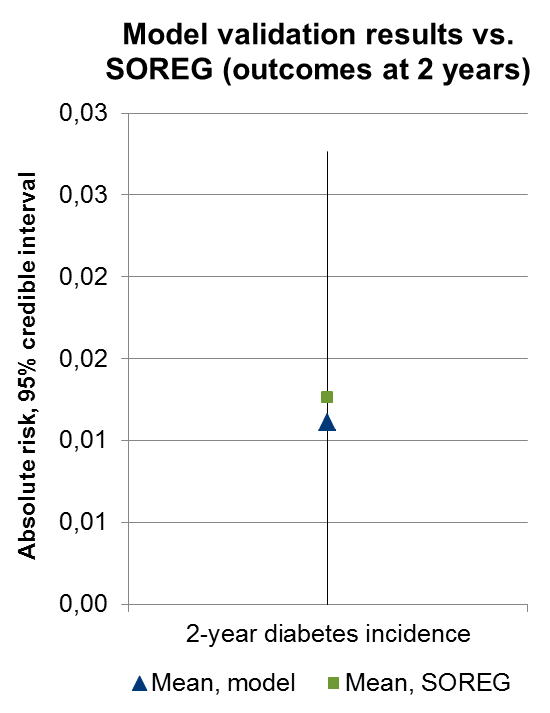 Model validation results vs.
SOREG (outcomes at 2 years)
Absolute risk, 95% credible interval
0,03
0,03
0,02
0,02
0,01
0,01
0,00
2-year diabetes incidence
Mean, model
Mean, SOREG